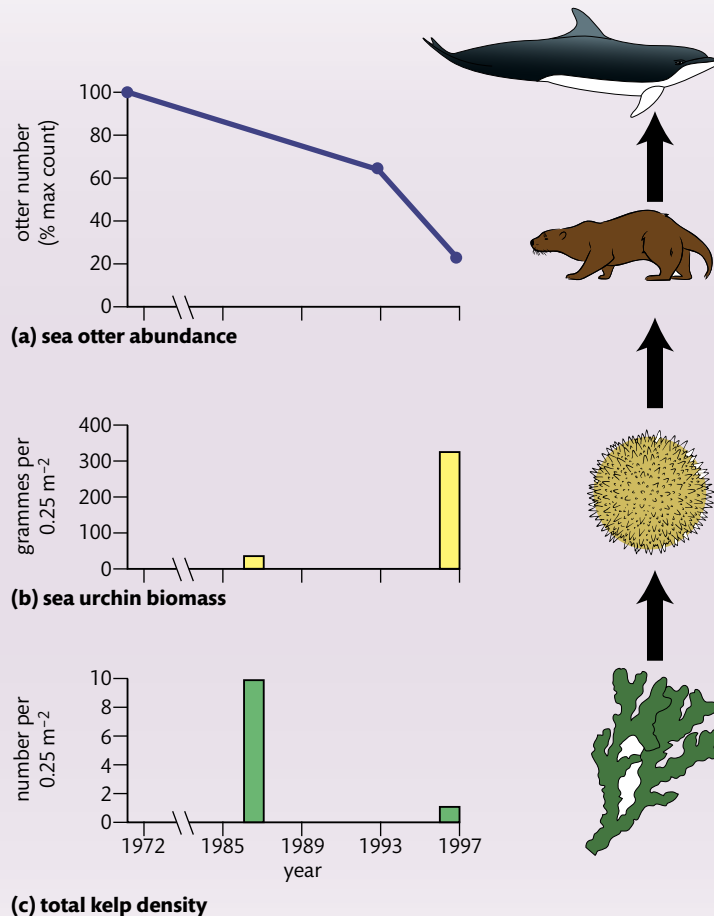 otter number
(% max count)
100
80
60
40
20
0
(a) sea otter abundance
grammes per
0.25 m⁻²
400
300
200
100
0
(b) sea urchin biomass
number per
0.25 m⁻²
10
8
6
4
2
0
1972 1985 1989 1993 1997
year
(c) total kelp density